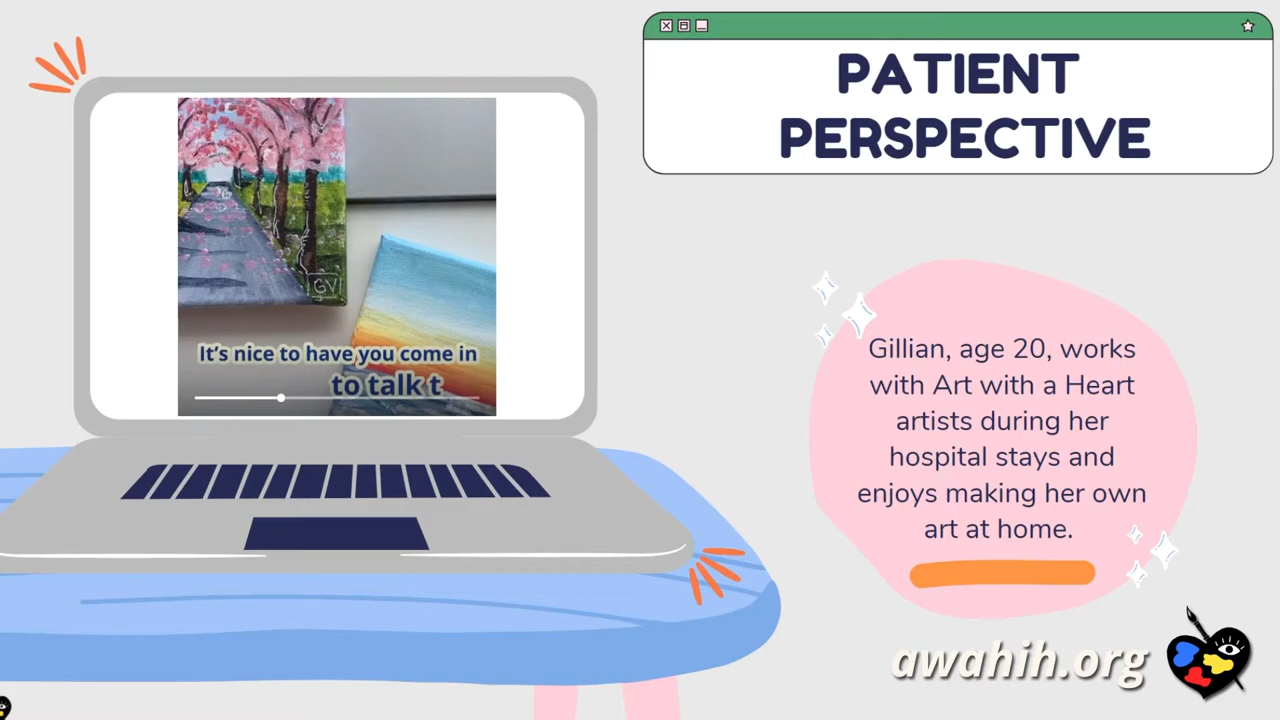 PATIENT
PERSPECTIVE
GV
It's nice to have you come in
to talk t
Gillian, age 20, works
with Art with a Heart
artists during her
hospital stays and
enjoys making her own
art at home.
awahih.org